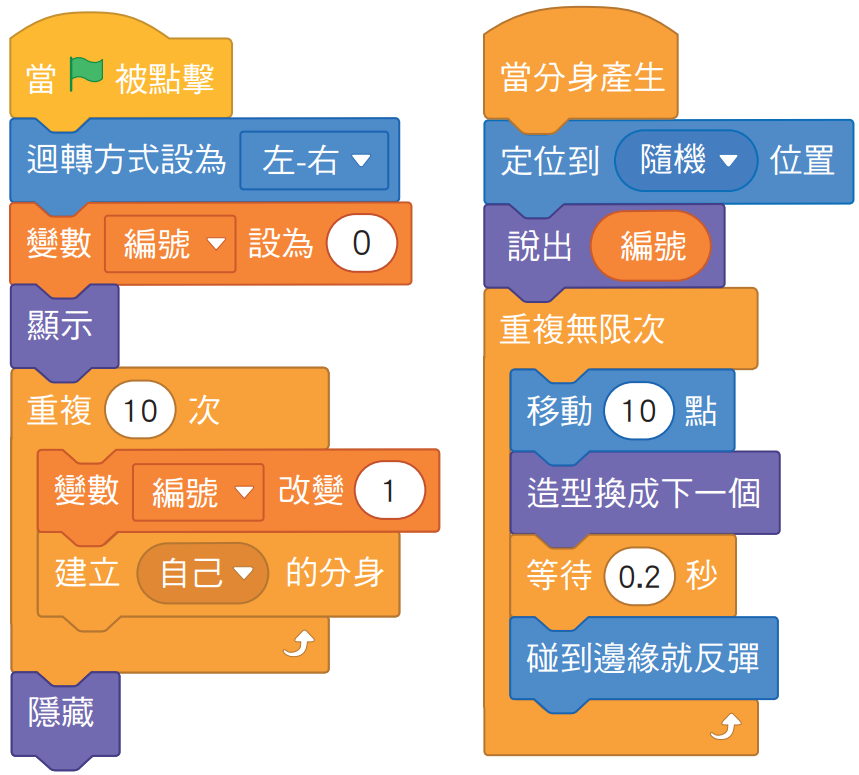 當 被點擊
迴轉方式設為 左-右
變數 編號 設為 0
顯示
重複 10 次
變數 編號 改變 1
建立 自己 的分身
隱藏
當分身產生
定位到 隨機 位置
說出 編號
重複無限次
移動 10 點
造型換成下一個
等待 0.2 秒
碰到邊緣就反彈